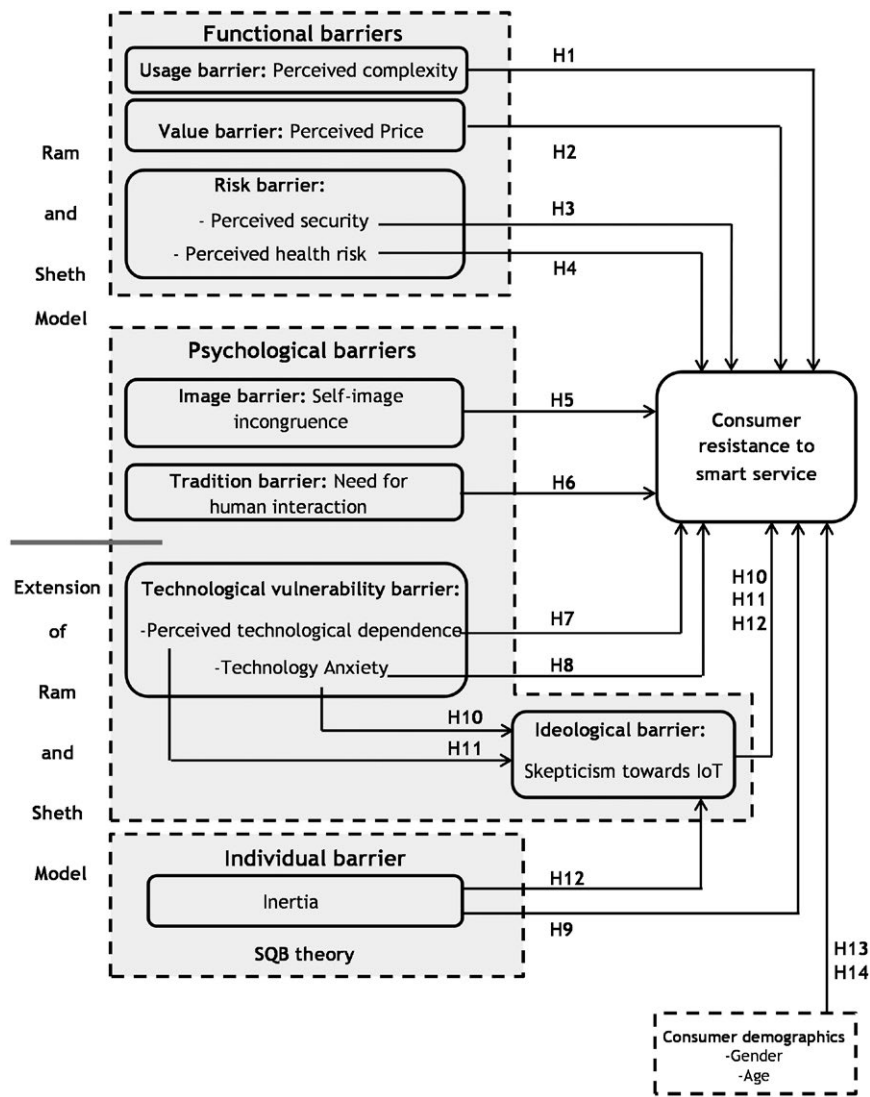 Functional barriers
Usage barrier: Perceived complexity
H1
Value barrier: Perceived Price
H2
Ram
and
Sheth
Model
Risk barrier:
- Perceived security
H3
- Perceived health risk
H4
Psychological barriers
Image barrier: Self-image
incongruence
H5
Tradition barrier: Need for
human interaction
H6
Consumer
resistance to
smart service
Extension
of
Ram
and
Sheth
Model
Technological vulnerability barrier:
-Perceived technological dependence
H7
-Technology Anxiety
H8
H10
H11
H12
H10
H11
Ideological barrier:
Skepticism towards IoT
Individual barrier
Inertia
H12
H9
SQB theory
H13
H14
Consumer demographics
-Gender
-Age